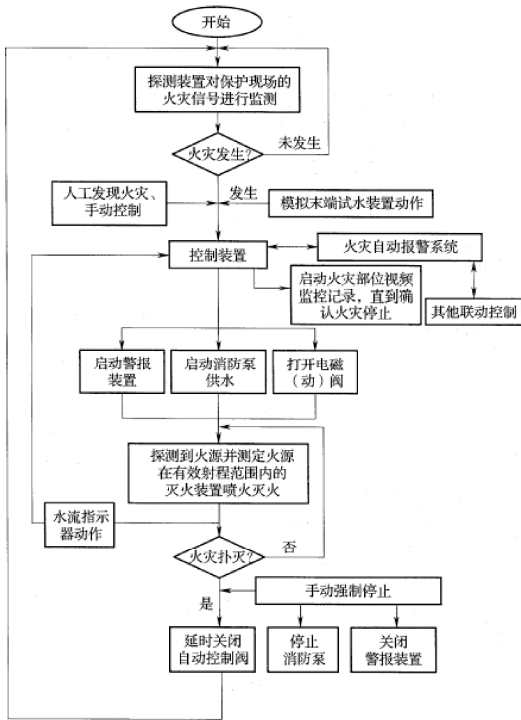 开始
探测装置对保护现场的
火灾信号进行监测
火灾发生?
未发生
人工发现火灾、
手动控制
发生
模拟末端试水装置动作
控制装置
火灾自动报警系统
启动火灾部位视频
监控记录，直到确
认火灾停止
其他联动控制
启动警报
装置
启动消防泵
供水
打开电磁
（动）阀
探测到火源并测定火源
在有效射程范围内的
灭火装置喷火灭火
水流指示
器动作
火灾扑灭?
否
手动强制停止
是
延时关闭
自动控制阀
停止
消防泵
关闭
警报装置